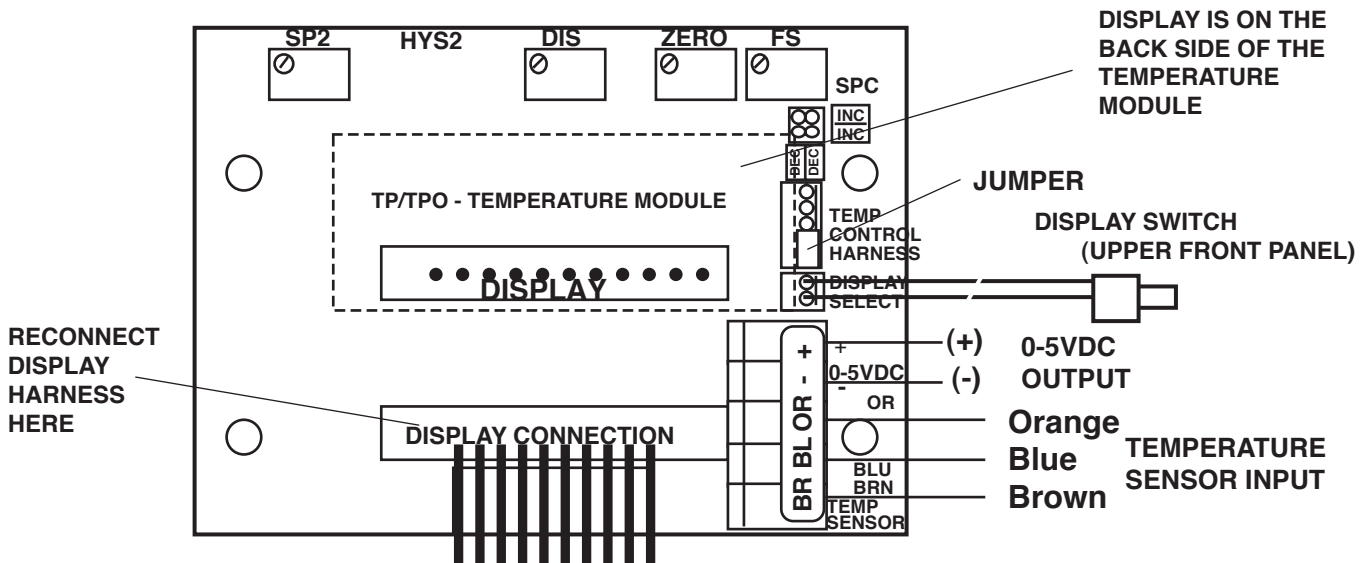 SP2 HYS2 DIS ZERO FS
DISPLAY IS ON THE
BACK SIDE OF THE
TEMPERATURE
MODULE
SPC
INC
INC
DEC
DEC
TP/TPO - TEMPERATURE MODULE
JUMPER
TEMP
CONTROL
HARNESS
DISPLAY SWITCH
(UPPER FRONT PANEL)
DISPLAY
DISPLAY
SELECT
RECONNECT
DISPLAY
HARNESS
HERE
DISPLAY CONNECTION
BR BL OR - +
+
0-5VDC
-
OR
BLU
BRN
TEMP
SENSOR
(+) 0-5VDC
(-) OUTPUT
Orange
Blue
Brown
TEMPERATURE
SENSOR INPUT